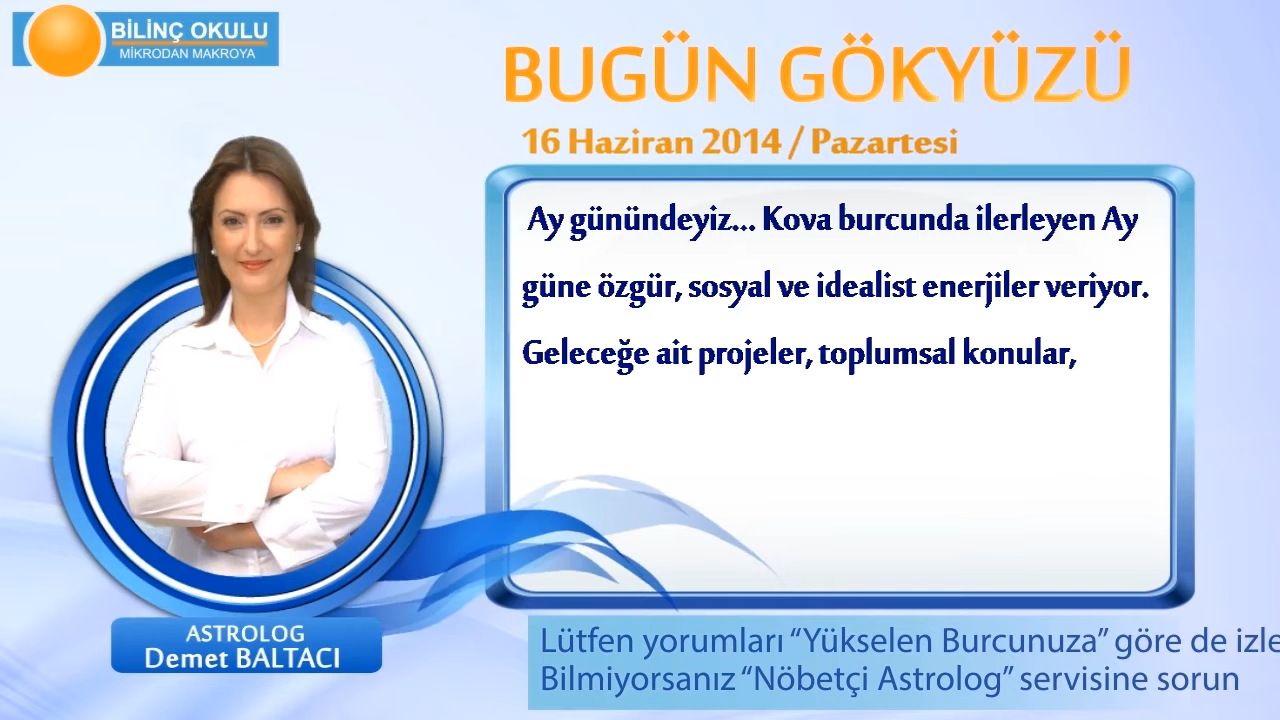 BİLİNÇ OKULU
MİKRODAN MAKROYA
BUGÜN GÖKYÜZÜ
16 Haziran 2014 / Pazartesi
Ay günündeyiz... Kova burcunda ilerleyen Ay
güne özgür, sosyal ve idealist enerjiler veriyor.
Geleceğe ait projeler, toplumsal konular,
ASTROLOG
Demet BALTACI
Lütfen yorumları “Yükselen Burcunuza” göre de izle
Bilmiyorsanız “Nöbetçi Astrolog” servisine sorun